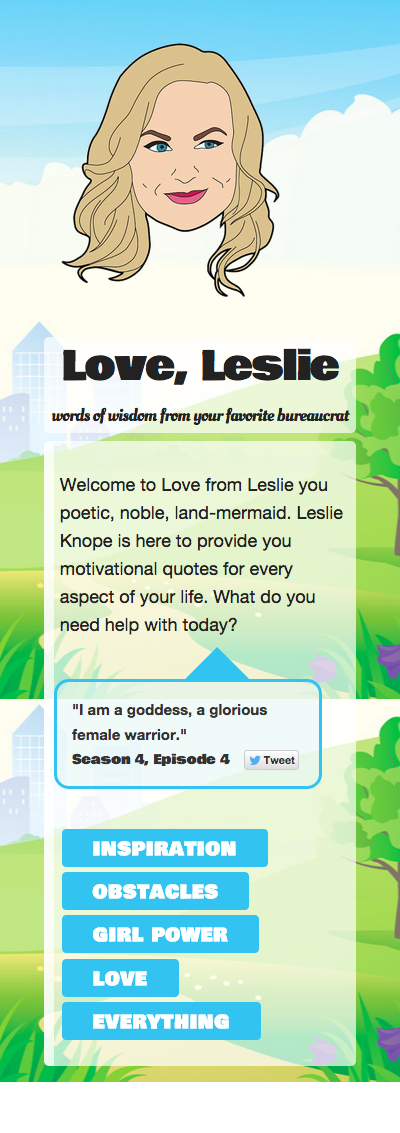 Love, Leslie
words of wisdom from your favorite bureaucrat
Welcome to Love from Leslie you
poetic, noble, land-mermaid. Leslie
Knope is here to provide you
motivational quotes for every
aspect of your life. What do you
need help with today?
"I am a goddess, a glorious
female warrior."
Season 4, Episode 4 Tweet
INSPIRATION
OBSTACLES
GIRL POWER
LOVE
EVERYTHING